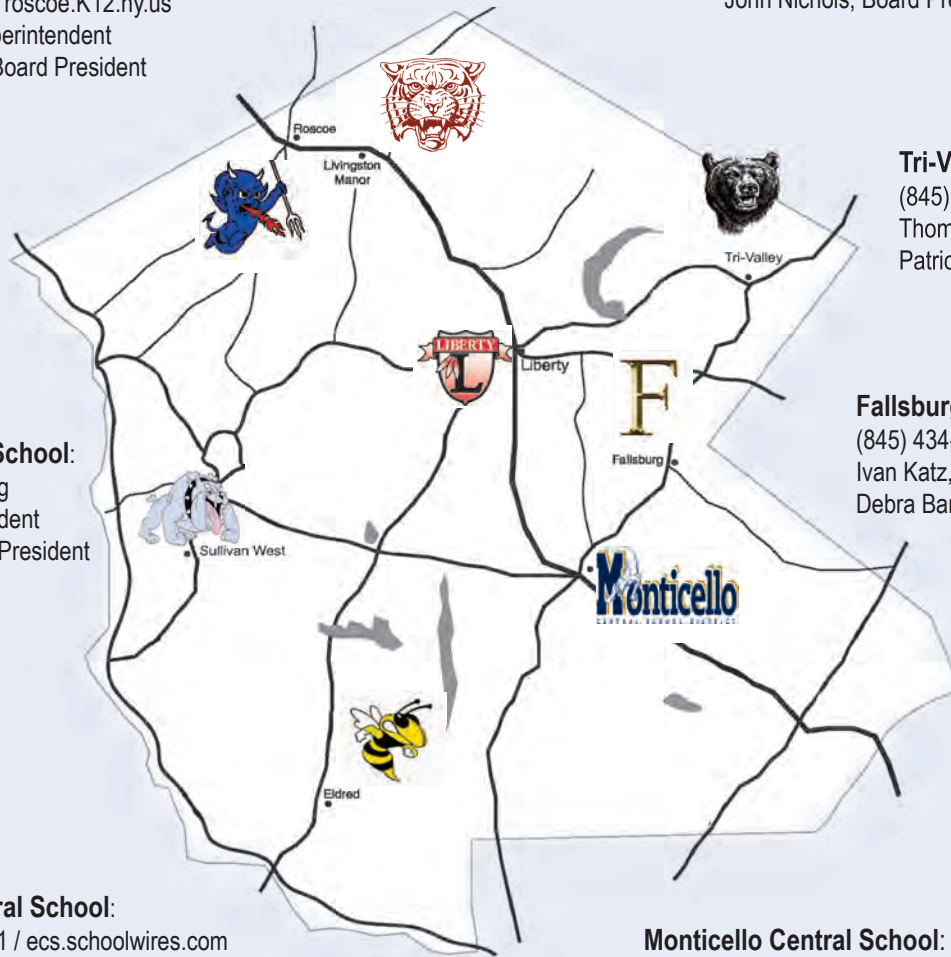 roscoe.K12.ny.us
perintendent
Board President
John Nichols, Board Pre
Roscoe
Livingston
Manor
Tri-V
(845)
Thom
Patric
Tri-Valley
LIBERTY
L
Liberty
F
Fallsburg
Fallsburg
(845) 434
Ivan Katz,
Debra Bar
School:
g
dent
President
Sullivan West
Monticello
CENTRAL SCHOOL DISTRICT
Eldred
ral School:
1 / ecs.schoolwires.com
Monticello Central School: